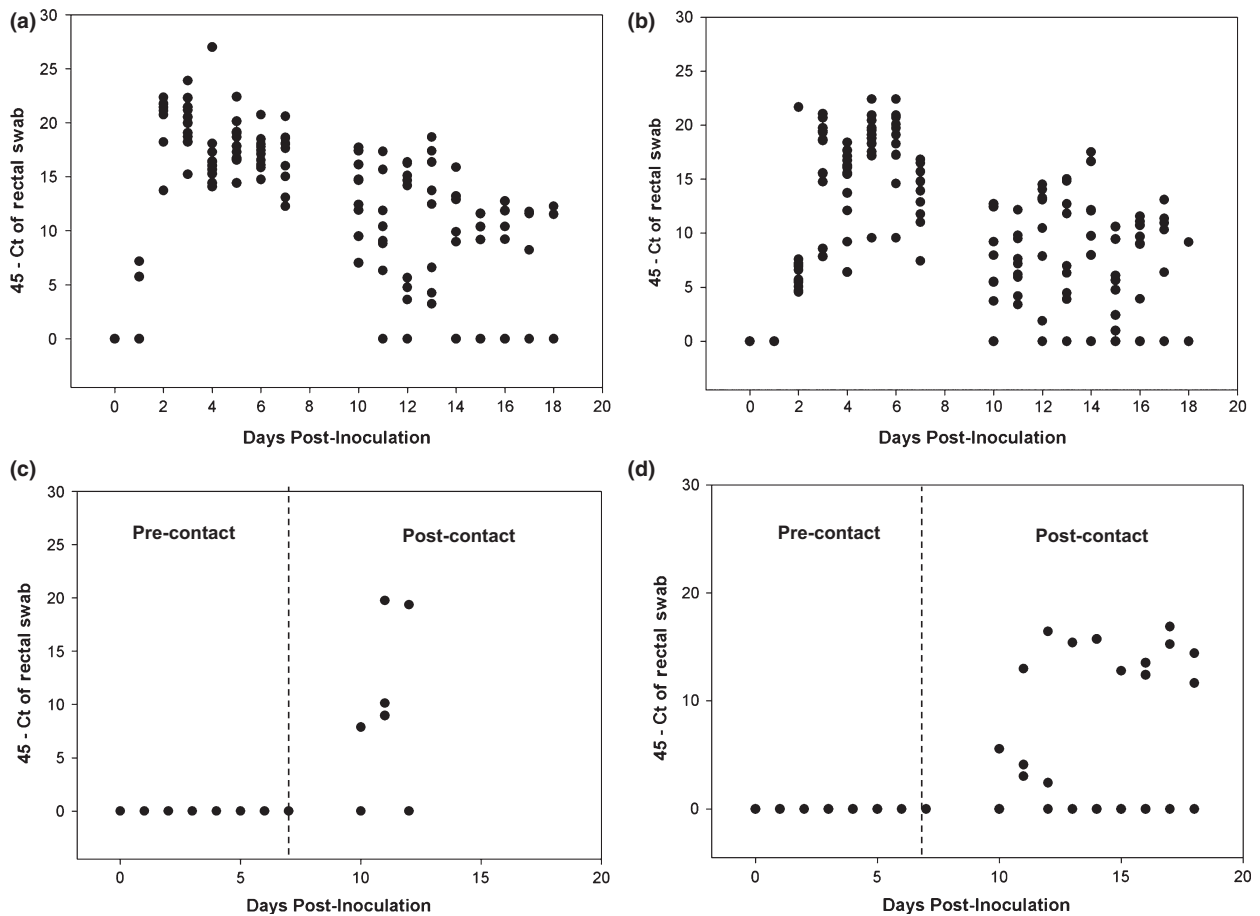 (a)
30
25
20
15
10
5
0
45 - Ct of rectal swab
0 2 4 6 8 10 12 14 16 18 20
Days Post-Inoculation
(b)
30
25
20
15
10
5
0
45 - Ct of rectal swab
0 2 4 6 8 10 12 14 16 18 20
Days Post-Inoculation
(c)
30
25
20
15
10
5
0
45 - Ct of rectal swab
Pre-contact Post-contact
0 5 10 15 20
Days Post-Inoculation
(d)
30
25
20
15
10
5
0
45 - Ct of rectal swab
Pre-contact Post-contact
0 5 10 15 20
Days Post-Inoculation